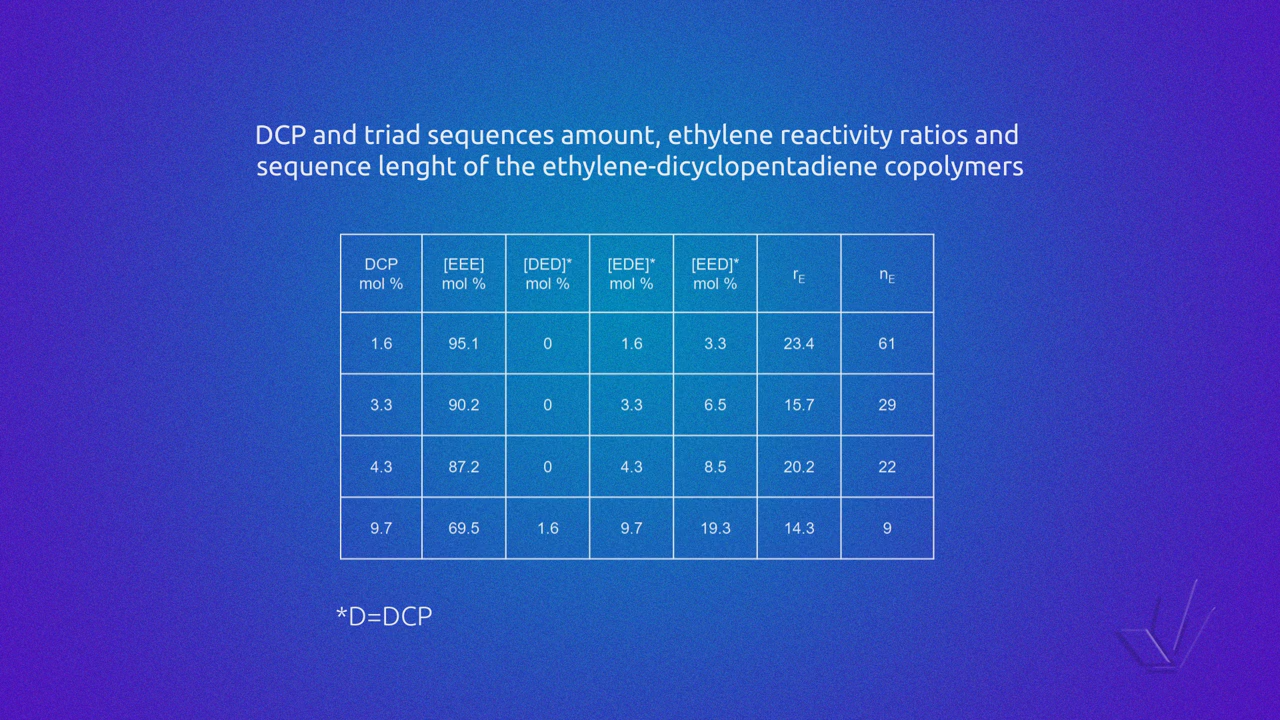 DCP and triad sequences amount, ethylene reactivity ratios and
sequence lenght of the ethylene-dicyclopentadiene copolymers
DCP mol % [EEE] mol % [DED]* mol % [EDE]* mol % [EED]* mol % rE nE
1.6 95.1 0 1.6 3.3 23.4 61
3.3 90.2 0 3.3 6.5 15.7 29
4.3 87.2 0 4.3 8.5 20.2 22
9.7 69.5 1.6 9.7 19.3 14.3 9
*D=DCP